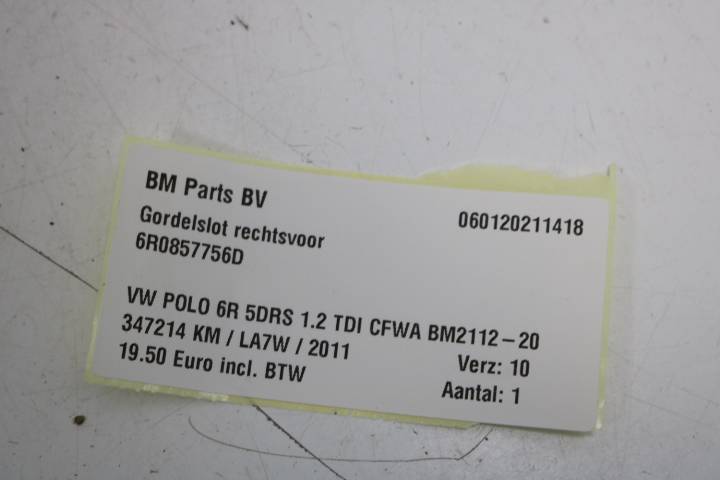 BM Parts BV
060120211418
Gordelslot rechtsvoor
6R0857756D
VW POLO 6R 5DRS 1.2 TDI CFWA BM2112-20
347214 KM / LA7W / 2011
Verz: 10
19.50 Euro incl. BTW
Aantal: 1